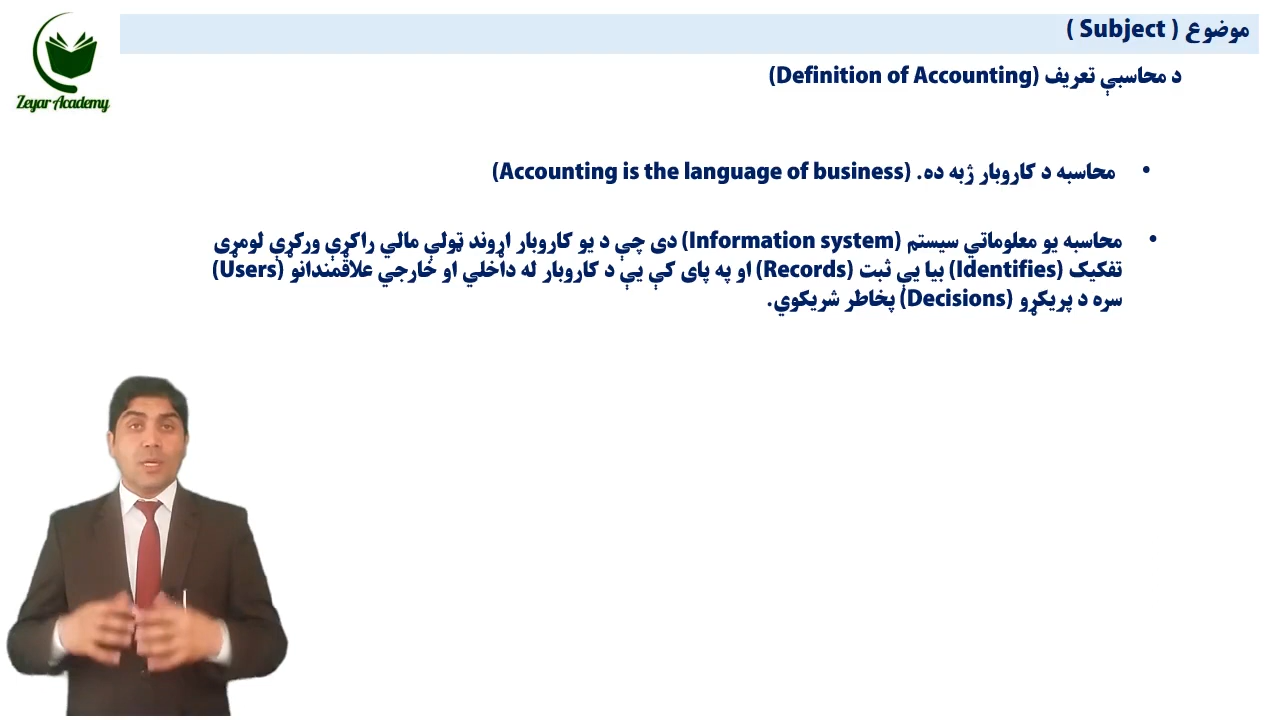 Zeyar Academy
موضوع ( Subject )
د محاسبې تعریف (Definition of Accounting)
• محاسبه د کاروبار ژبه ده. (Accounting is the language of business)
• محاسبه یو معلوماتي سیسټم (Information system) دی چې د یو کاروبار اړوند ټولې مالي راکړې ورکړې لومړی
تفکیک (Identifies) بیا یې ثبت (Records) او په پای کې یې د کاروبار له داخلي او خارجي علاقمندانو (Users)
سره د پریکړو (Decisions) پخاطر شریکوي.